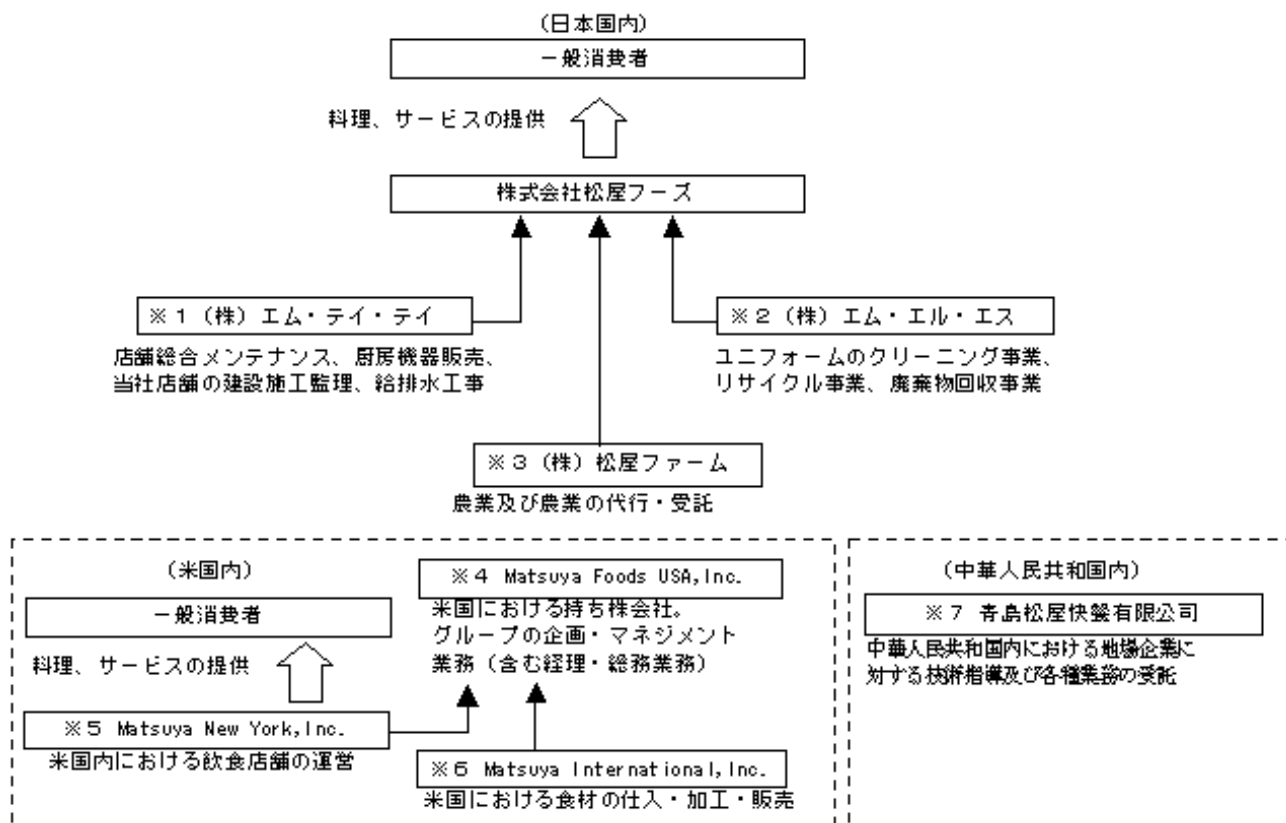 (日本国内)
一般消費者
料理、サービスの提供
株式会社松屋フーズ
※1(株)エム・テイ・テイ
店舗総合メンテナンス、厨房機器販売、
当社店舗の建設施工監理、給排水工事
※2(株)エム・エル・エス
ユニフォームのクリーニング事業、
リサイクル事業、廃棄物回収事業
※3(株)松屋ファーム
農業及び農業の代行・受託
(米国内)
一般消費者
料理、サービスの提供
※5 Matsuya New York,Inc.
米国内における飲食店舗の運営
※4 Matsuya Foods USA,Inc.
米国における持ち株会社。
グループの企画・マネジメント
業務(含む経理・総務業務)
※6 Matsuya International,Inc.
米国における食材の仕入・加工・販売
(中華人民共和国内)
※7 青島松屋快餐有限公司
中華人民共和国内における地場企業に
対する技術指導及び各種業務の受託